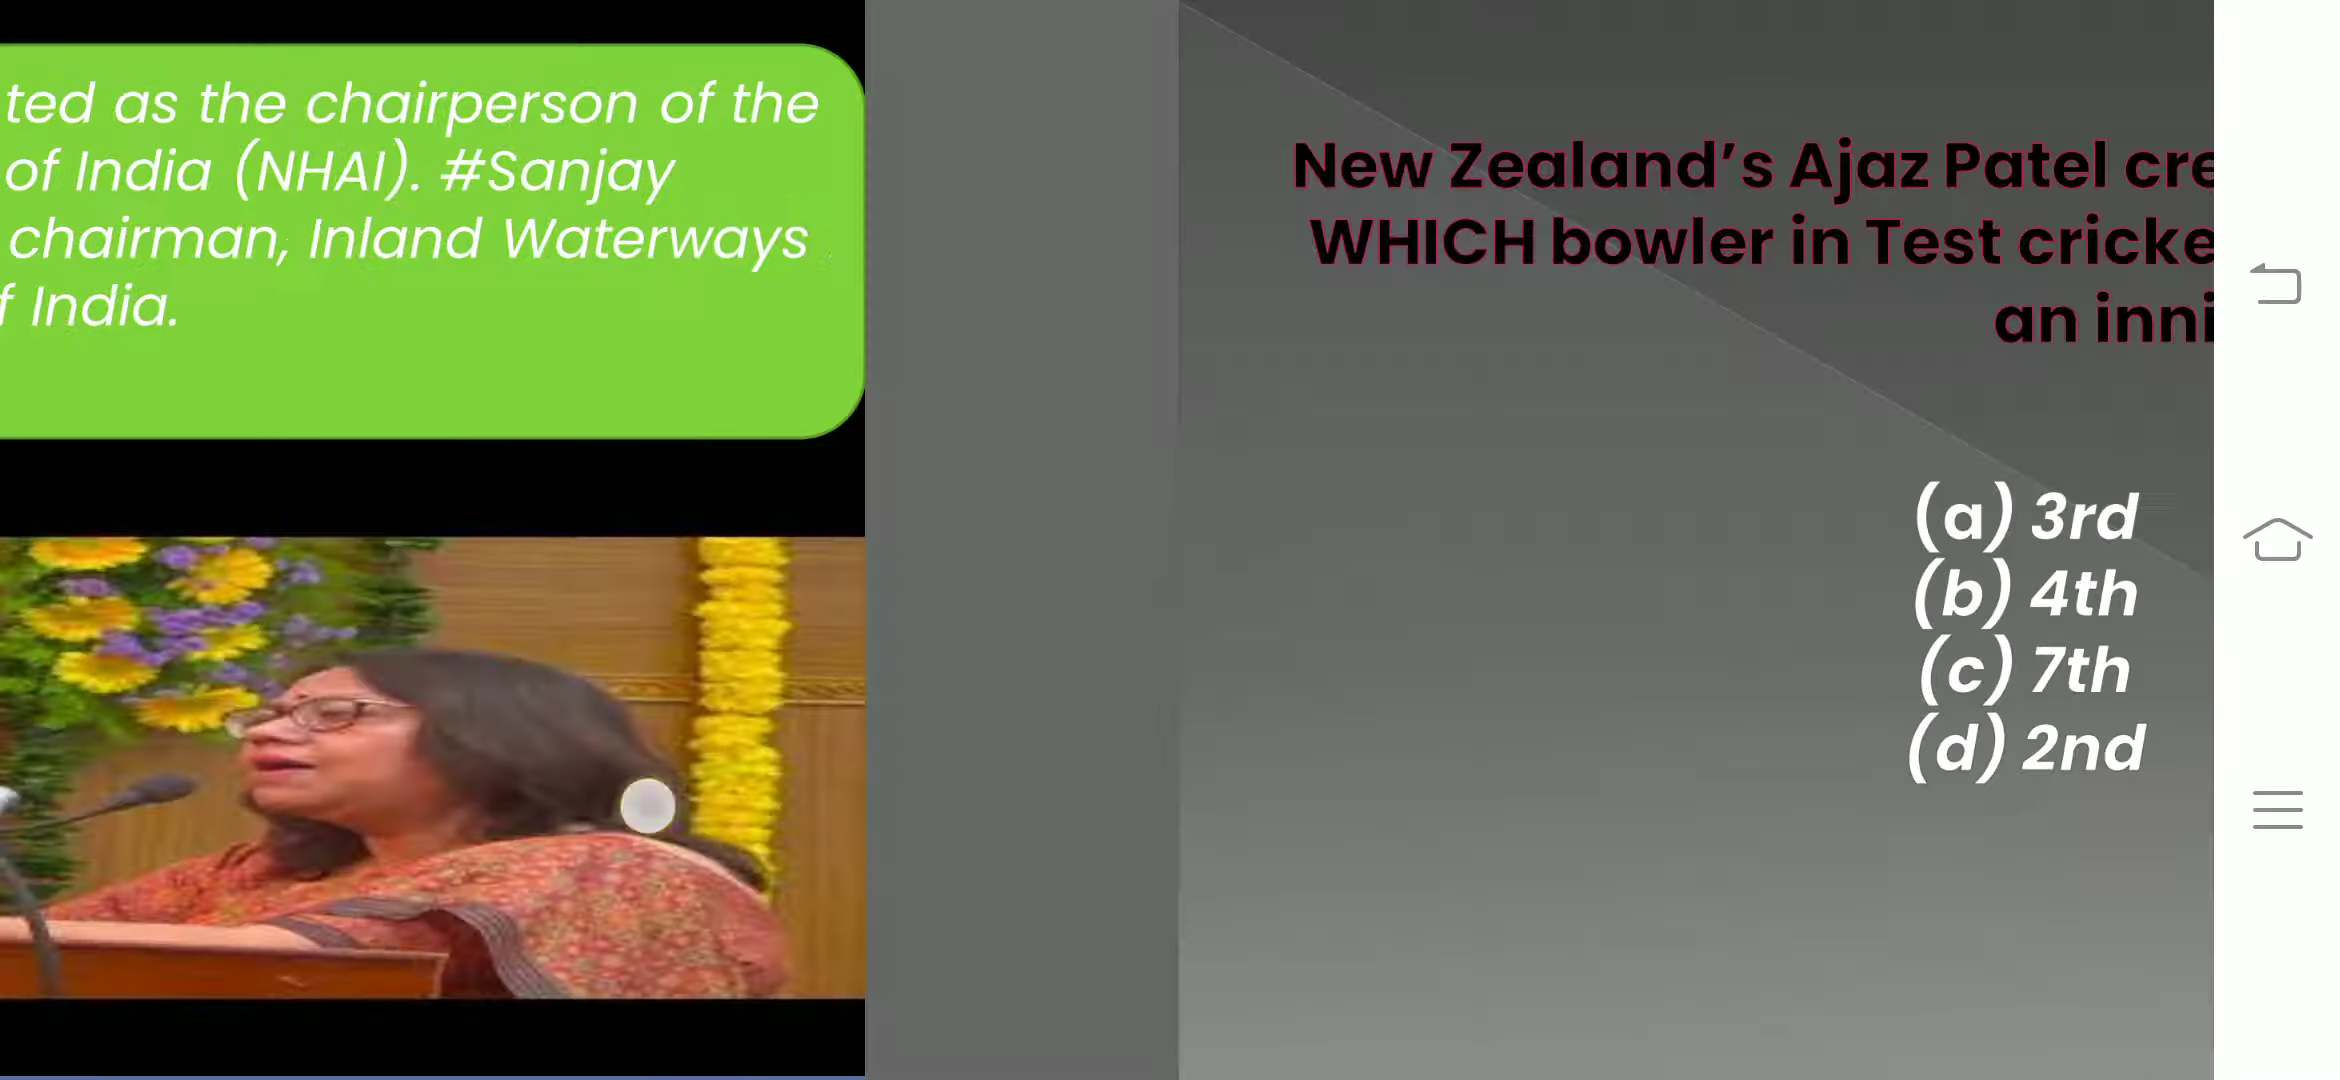 ted as the chairperson of the
of India (NHAI). #Sanjay
chairman, Inland Waterways
f India.
New Zealand's Ajaz Patel cre
WHICH bowler in Test cricke
an inni
(a) 3rd
(b) 4th
(c) 7th
(d) 2nd